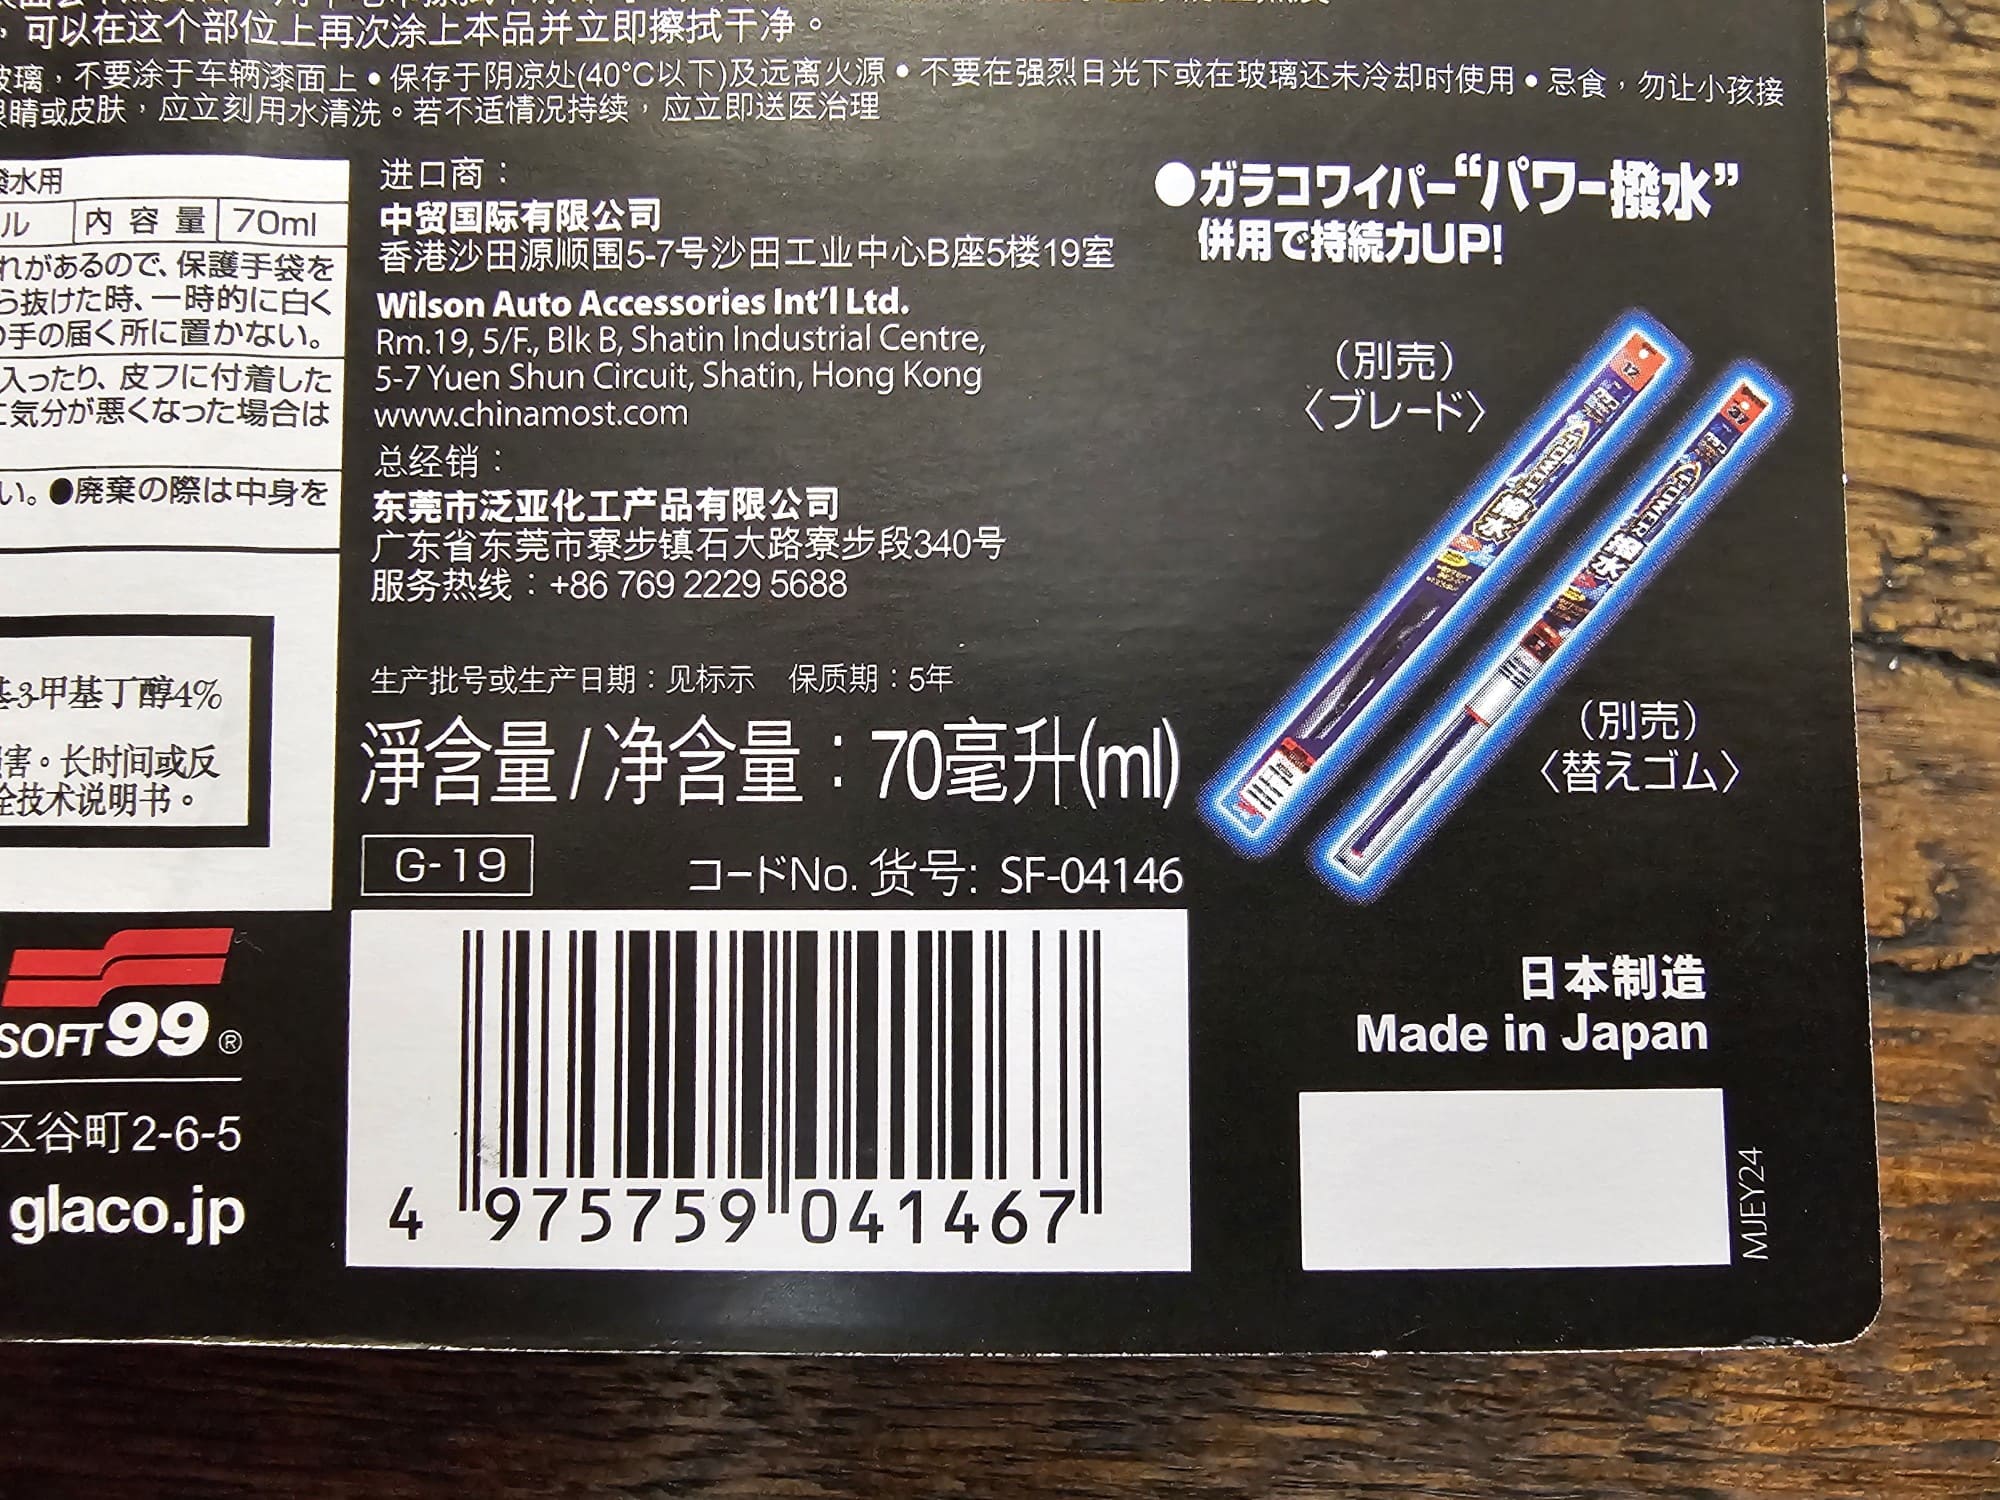 ，可以在这个部位上再次涂上本品并立即擦拭干净。
玻璃，不要涂于车辆漆面上•保存于阴凉处(40°C以下)及远离火源•不要在强烈日光下或在玻璃还未冷却时使用•忌食，勿让小孩接
眼睛或皮肤，应立刻用水清洗。若不适情况持续，应立即送医治理
撥水用
ル 内容量 70ml
れがあるので、保護手袋を
ら抜けた時、一時的に白く
の手の届く所に置かない。
入ったり、皮フに付着した
に気分が悪くなった場合は
い。●廃棄の際は中身を
基3-甲基丁醇4%
害。长时间或反
全技术说明书。
SOFT99®
区谷町2-6-5
glaco.jp
进口商：
中贸国际有限公司
香港沙田源顺围5-7号沙田工业中心B座5楼19室
Wilson Auto Accessories Int'l Ltd.
Rm.19, 5/F., Blk B, Shatin Industrial Centre,
5-7 Yuen Shun Circuit, Shatin, Hong Kong
www.chinamost.com
总经销：
东莞市泛亚化工产品有限公司
广东省东莞市寮步镇石大路寮步段340号
服务热线：+86 769 2229 5688
生产批号或生产日期：见标示 保质期：5年
淨含量/净含量：70毫升(ml)
G-19
コードNo. 货号: SF-04146
4 975759 041467
●ガラコワイパー“パワー撥水”
併用で持続力UP!
（別売）
〈ブレード〉
POWER
撥水
POWER
撥水
（別売）
〈替えゴム〉
日本制造
Made in Japan
MJEY24